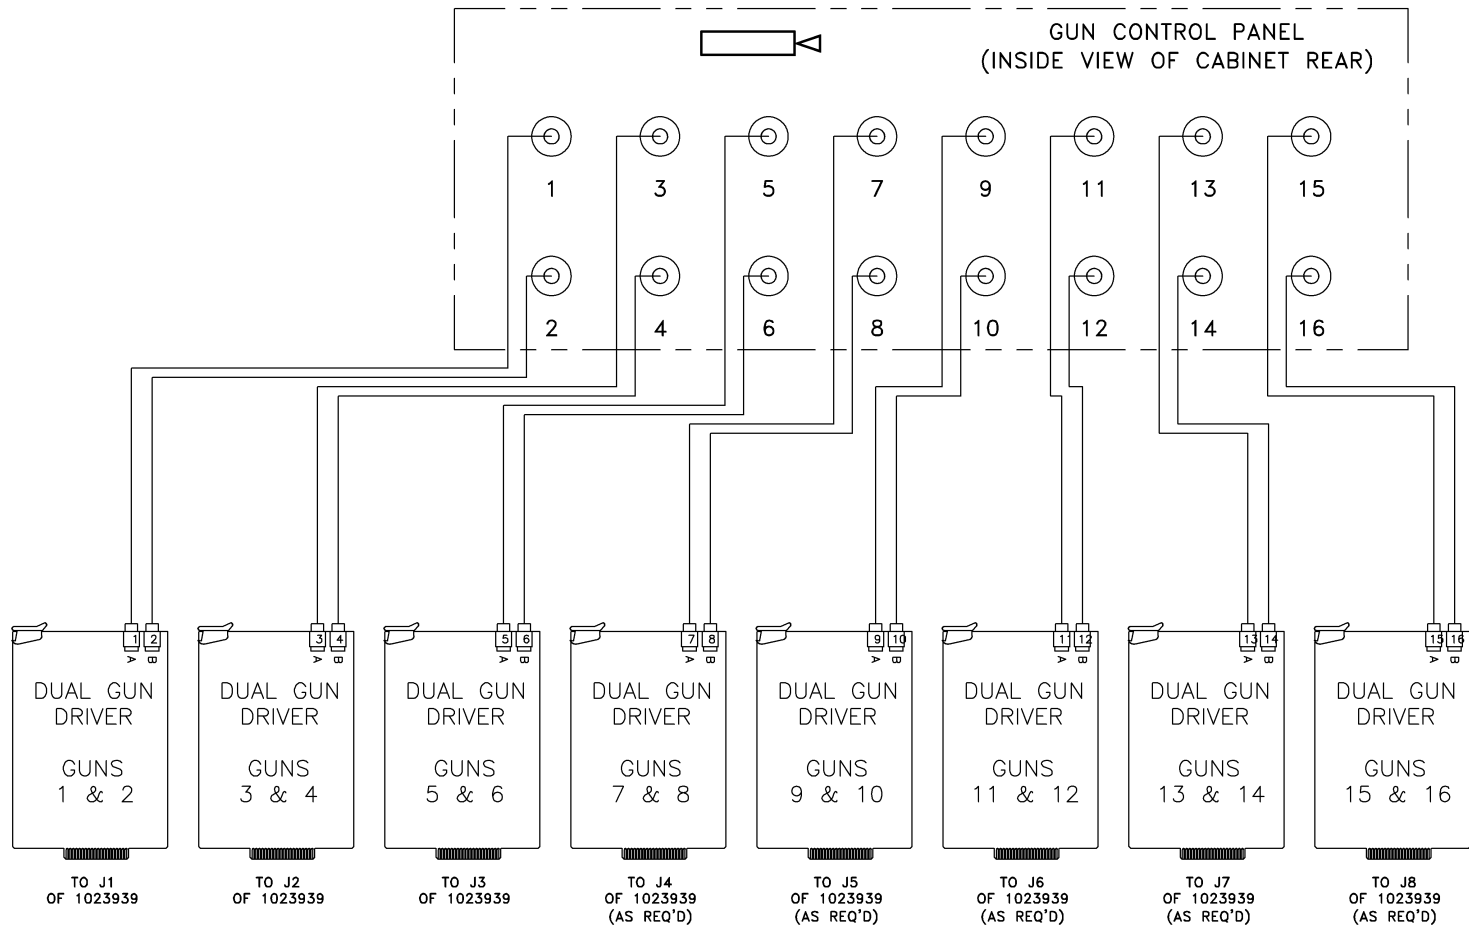 GUN CONTROL PANEL
(INSIDE VIEW OF CABINET REAR)
1 3 5 7 9 11 13 15
2 4 6 8 10 12 14 16
1 2 3 4 5 6 7 8 9 10 11 12 13 14 15 16
A B A B A B A B A B A B A B A B
DUAL GUN
DRIVER
GUNS
1 & 2
DUAL GUN
DRIVER
GUNS
3 & 4
DUAL GUN
DRIVER
GUNS
5 & 6
DUAL GUN
DRIVER
GUNS
7 & 8
DUAL GUN
DRIVER
GUNS
9 & 10
DUAL GUN
DRIVER
GUNS
11 & 12
DUAL GUN
DRIVER
GUNS
13 & 14
DUAL GUN
DRIVER
GUNS
15 & 16
TO J1
OF 1023939
TO J2
OF 1023939
TO J3
OF 1023939
TO J4
OF 1023939
(AS REQ'D)
TO J5
OF 1023939
(AS REQ'D)
TO J6
OF 1023939
(AS REQ'D)
TO J7
OF 1023939
(AS REQ'D)
TO J8
OF 1023939
(AS REQ'D)